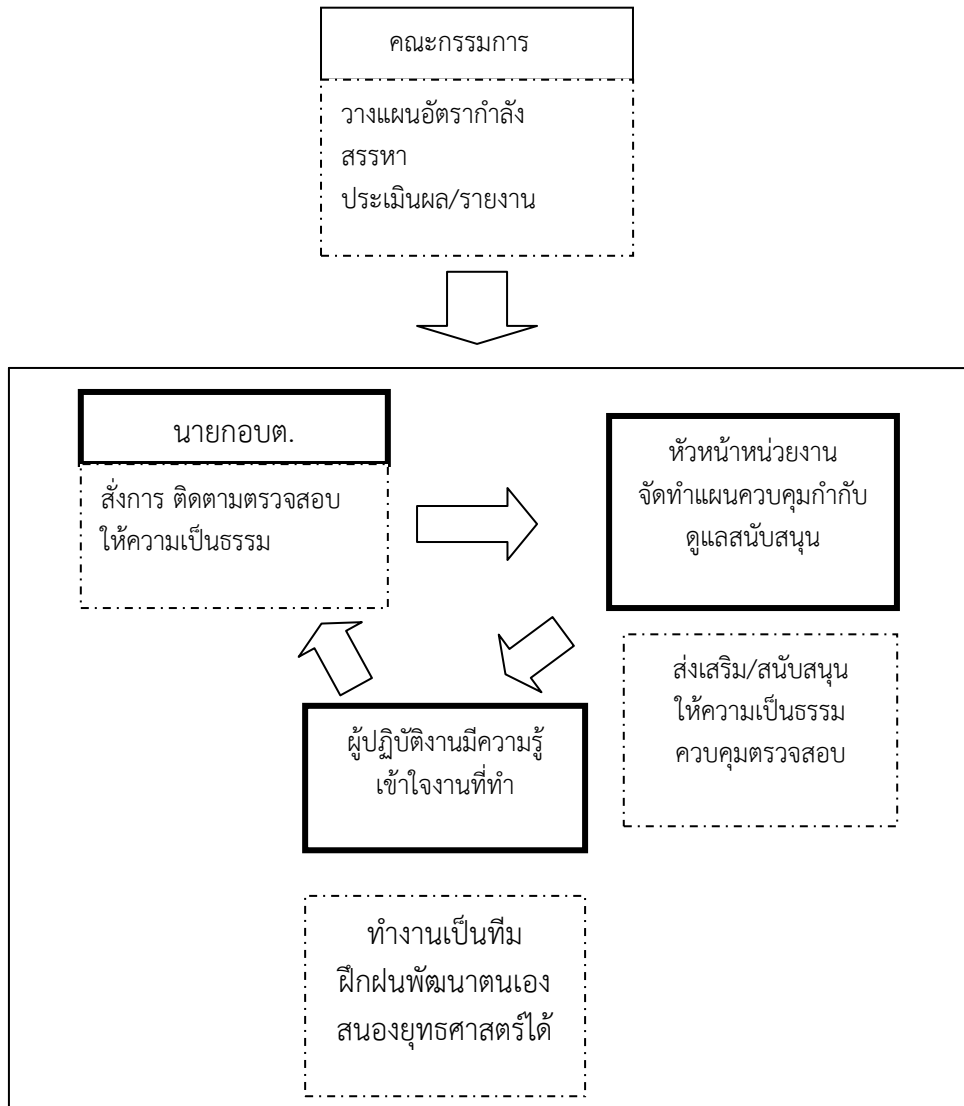 คณะกรรมการ
วางแผนอัตรากำลัง
สรรหา
ประเมินผล/รายงาน
นายกอบต.
สั่งการ ติดตามตรวจสอบ
ให้ความเป็นธรรม
หัวหน้าหน่วยงาน
จัดทำแผนควบคุมกำกับ
ดูแลสนับสนุน
ส่งเสริม/สนับสนุน
ให้ความเป็นธรรม
ควบคุมตรวจสอบ
ผู้ปฏิบัติงานมีความรู้
เข้าใจงานที่ทำ
ทำงานเป็นทีม
ฝึกฝนพัฒนาตนเอง
สนองยุทธศาสตร์ได้